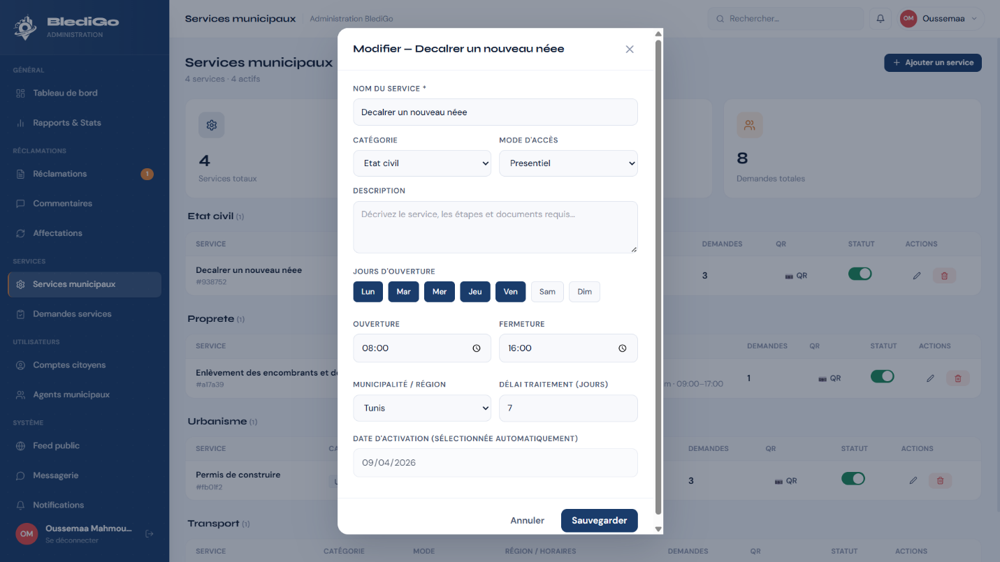 BlediGo
ADMINISTRATION
GÉNÉRAL
Tableau de bord
Rapports & Stats
RÉCLAMATIONS
Réclamations 1
Commentaires
Affectations
SERVICES
Services municipaux
Demandes services
UTILISATEURS
Comptes citoyens
Agents municipaux
SYSTÈME
Feed public
Messagerie
Notifications
OM Oussemaa Mahmou...
Se déconnecter
Services municipaux Administration BlediGo
Rechercher...
OM Oussemaa
Services municipaux
4 services · 4 actifs
+ Ajouter un service
4
Services totaux
8
Demandes totales
Etat civil (1)
SERVICE DEMANDES QR STATUT ACTIONS
Decalrer un nouveau néee
#938752
3 QR
Proprete (1)
SERVICE DEMANDES QR STATUT ACTIONS
Enlèvement des encombrants et
#a17a39
09:00–17:00
1 QR
Urbanisme (1)
SERVICE DEMANDES QR STATUT ACTIONS
Permis de construire
#fb01f2
3 QR
Transport (1)
SERVICE CATÉGORIE MODE RÉGION / HORAIRES DEMANDES QR STATUT ACTIONS
Modifier — Decalrer un nouveau néee
NOM DU SERVICE *
Decalrer un nouveau néee
CATÉGORIE MODE D'ACCÈS
Etat civil Presentiel
DESCRIPTION
Décrivez le service, les étapes et documents requis...
JOURS D'OUVERTURE
Lun Mar Mer Jeu Ven Sam Dim
OUVERTURE FERMETURE
08:00 16:00
MUNICIPALITÉ / RÉGION DÉLAI TRAITEMENT (JOURS)
Tunis 7
DATE D'ACTIVATION (SÉLECTIONNÉE AUTOMATIQUEMENT)
09/04/2026
Annuler Sauvegarder